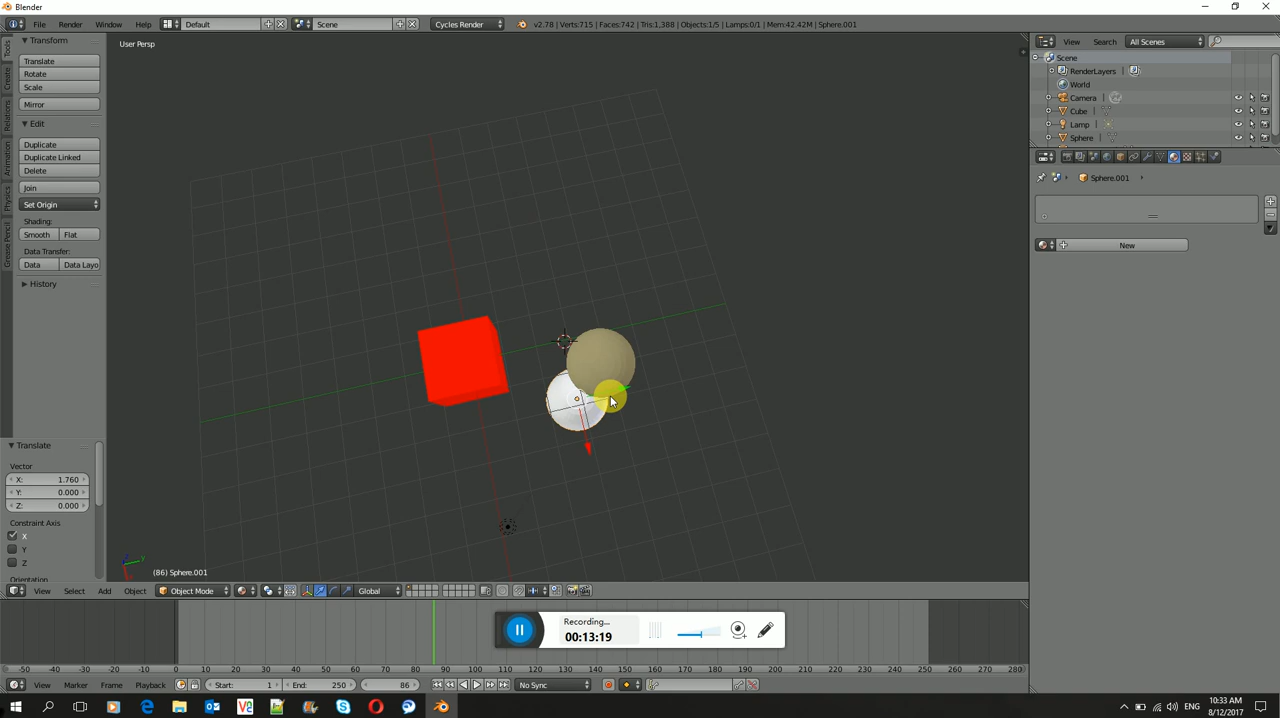 Blender
File Render Window Help Default Scene Cycles Render v2.78 | Verts:715 | Faces:742 | Tris:1,388 | Objects:1/5 | Lamps:0/1 | Mem:42.42M | Sphere.001
Transform
Translate
Rotate
Scale
Mirror
Edit
Duplicate
Duplicate Linked
Delete
Join
Set Origin
Shading:
Smooth Flat
Data Transfer:
Data Data Layo
History
Tools
Create
Relations
Animation
Physics
Grease Pencil
Translate
Vector
X: 1.760
Y: 0.000
Z: 0.000
Constraint Axis
X
Y
Z
Orientation
User Persp
(86) Sphere.001
View Select Add Object Object Mode Global
View Search All Scenes
Scene
RenderLayers
World
Camera
Cube
Lamp
Sphere
Sphere.001
New
Recording...
00:13:19
-50 -40 -30 -20 -10 0 10 20 30 40 50 60 70 80 90 100 110 120 130 140 150 160 170 180 190 200 210 220 230 240 250 260 270 280
View Marker Frame Playback Start: 1 End: 250 86 No Sync
ENG
10:33 AM
8/12/2017